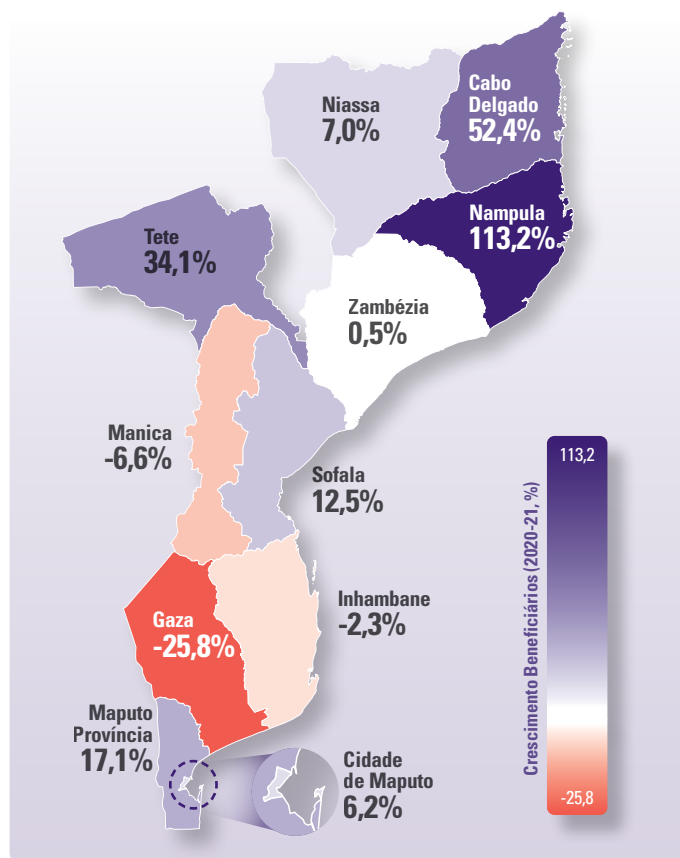 Niassa
7,0%
Cabo
Delgado
52,4%
Nampula
113,2%
Tete
34,1%
Zambézia
0,5%
Manica
-6,6%
Sofala
12,5%
Inhambane
-2,3%
Gaza
-25,8%
Maputo
Província
17,1%
Cidade
de Maputo
6,2%
Crescimento Beneficiários (2020-21, %)
113,2
-25,8